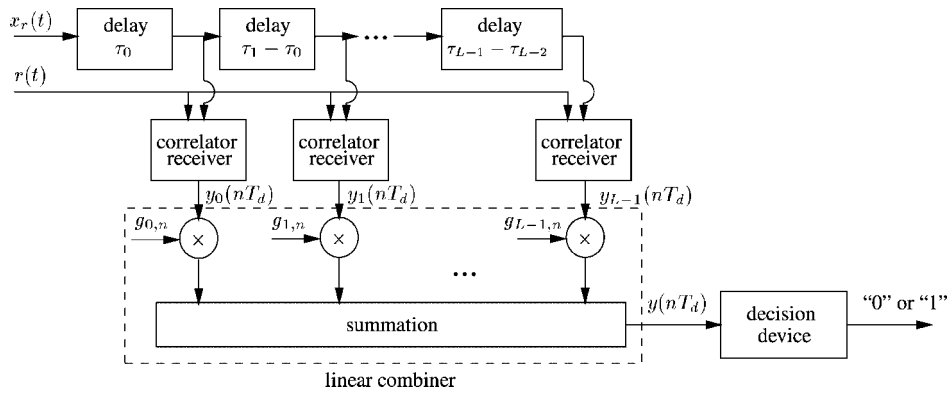 x_r(t)
delay
τ_0
delay
τ_1 − τ_0
...
delay
τ_{L−1} − τ_{L−2}
r(t)
correlator
receiver
correlator
receiver
correlator
receiver
y_0(nT_d)
y_1(nT_d)
y_{L−1}(nT_d)
g_{0,n}
×
g_{1,n}
×
g_{L−1,n}
×
...
summation
y(nT_d)
decision
device
“0” or “1”
linear combiner